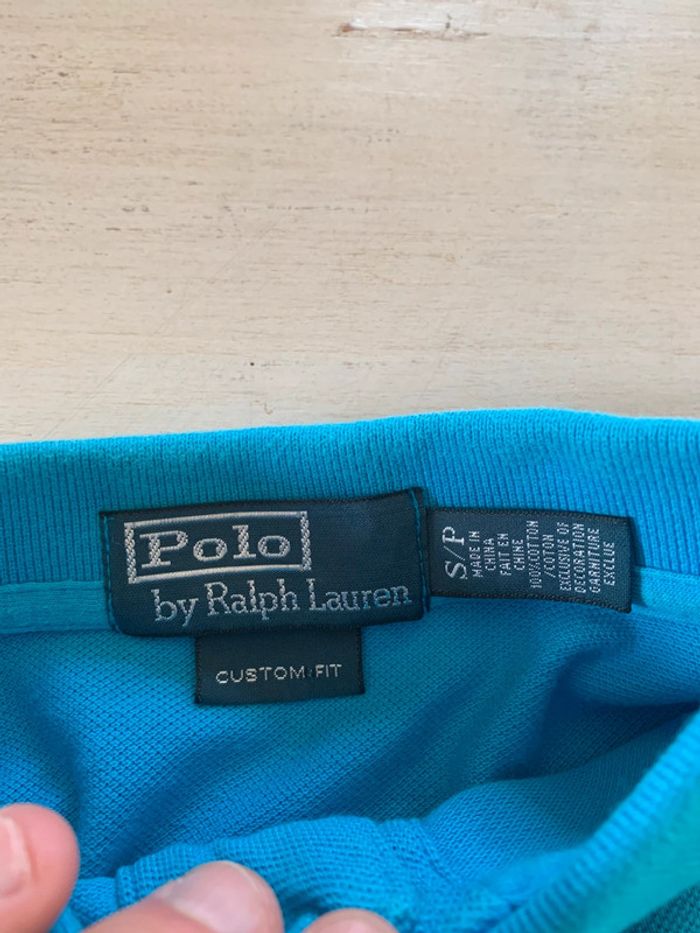 Polo
by Ralph Lauren
CUSTOM FIT
S/P
MADE IN
CHINA
FAIT EN
CHINE
100%COTTON
/COTON
EXCLUSIVE OF
DECORATION
GARNITURE
EXCLUE